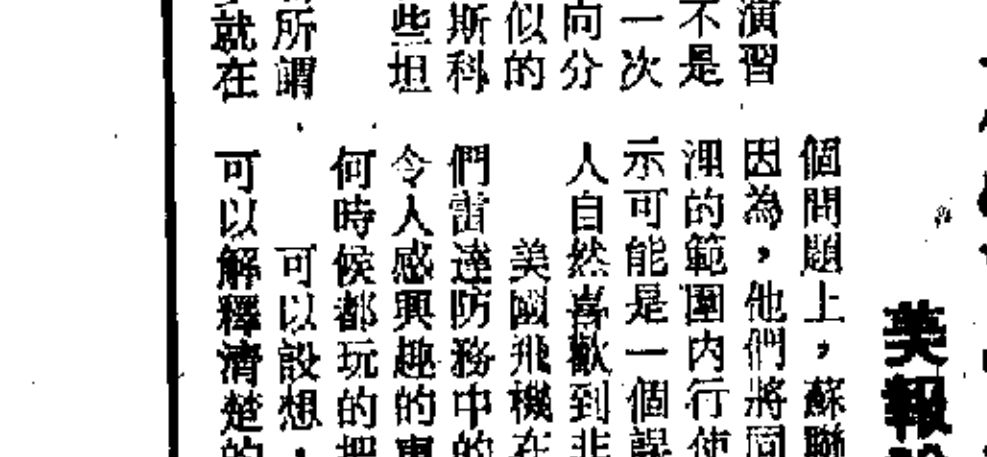 英報
演習
不是
一次
向分
似的
斯科
些坦
所謂
就在
個問題上，蘇聯
因為，他們將同
浬的範圍內行使
示可能是一個誤
人自然喜歡到非
美國飛機在
們雷達防務中的
令人感興趣的事
何時候都玩的把
可以設想，
可以解釋清楚的